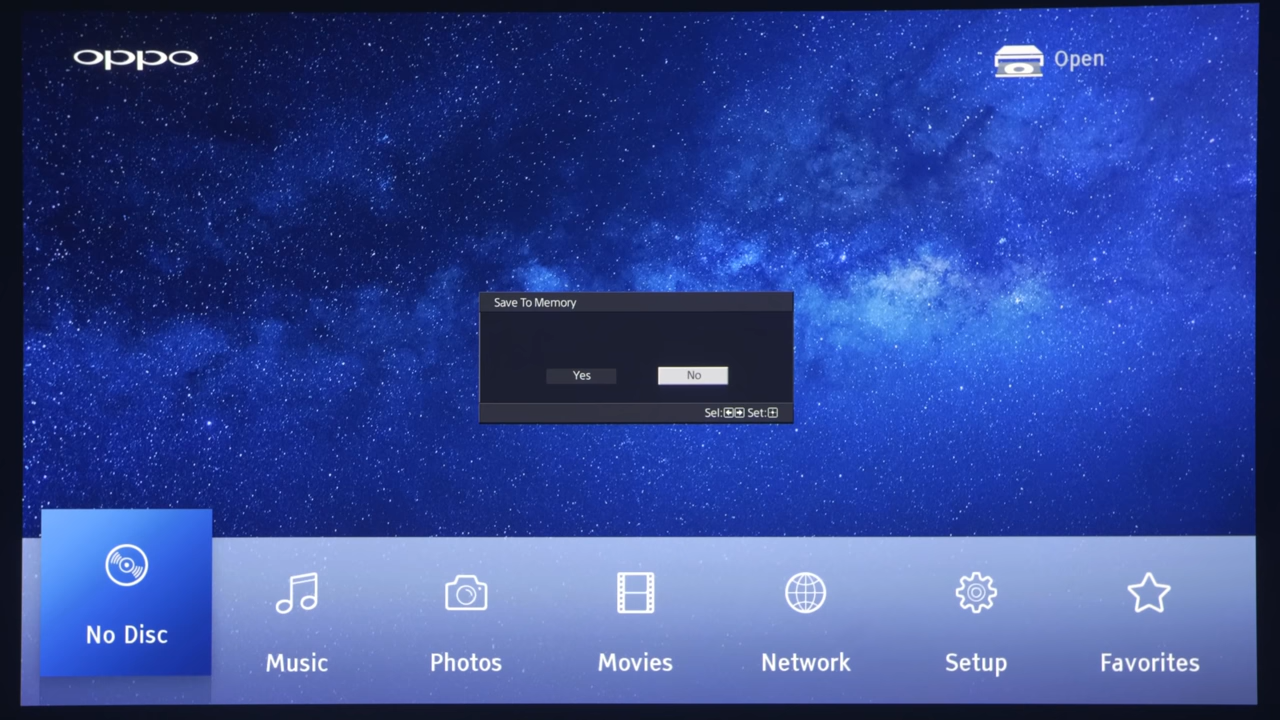 oppo
Open
Save To Memory
Yes No
Sel: Set:
No Disc
Music Photos Movies Network Setup Favorites